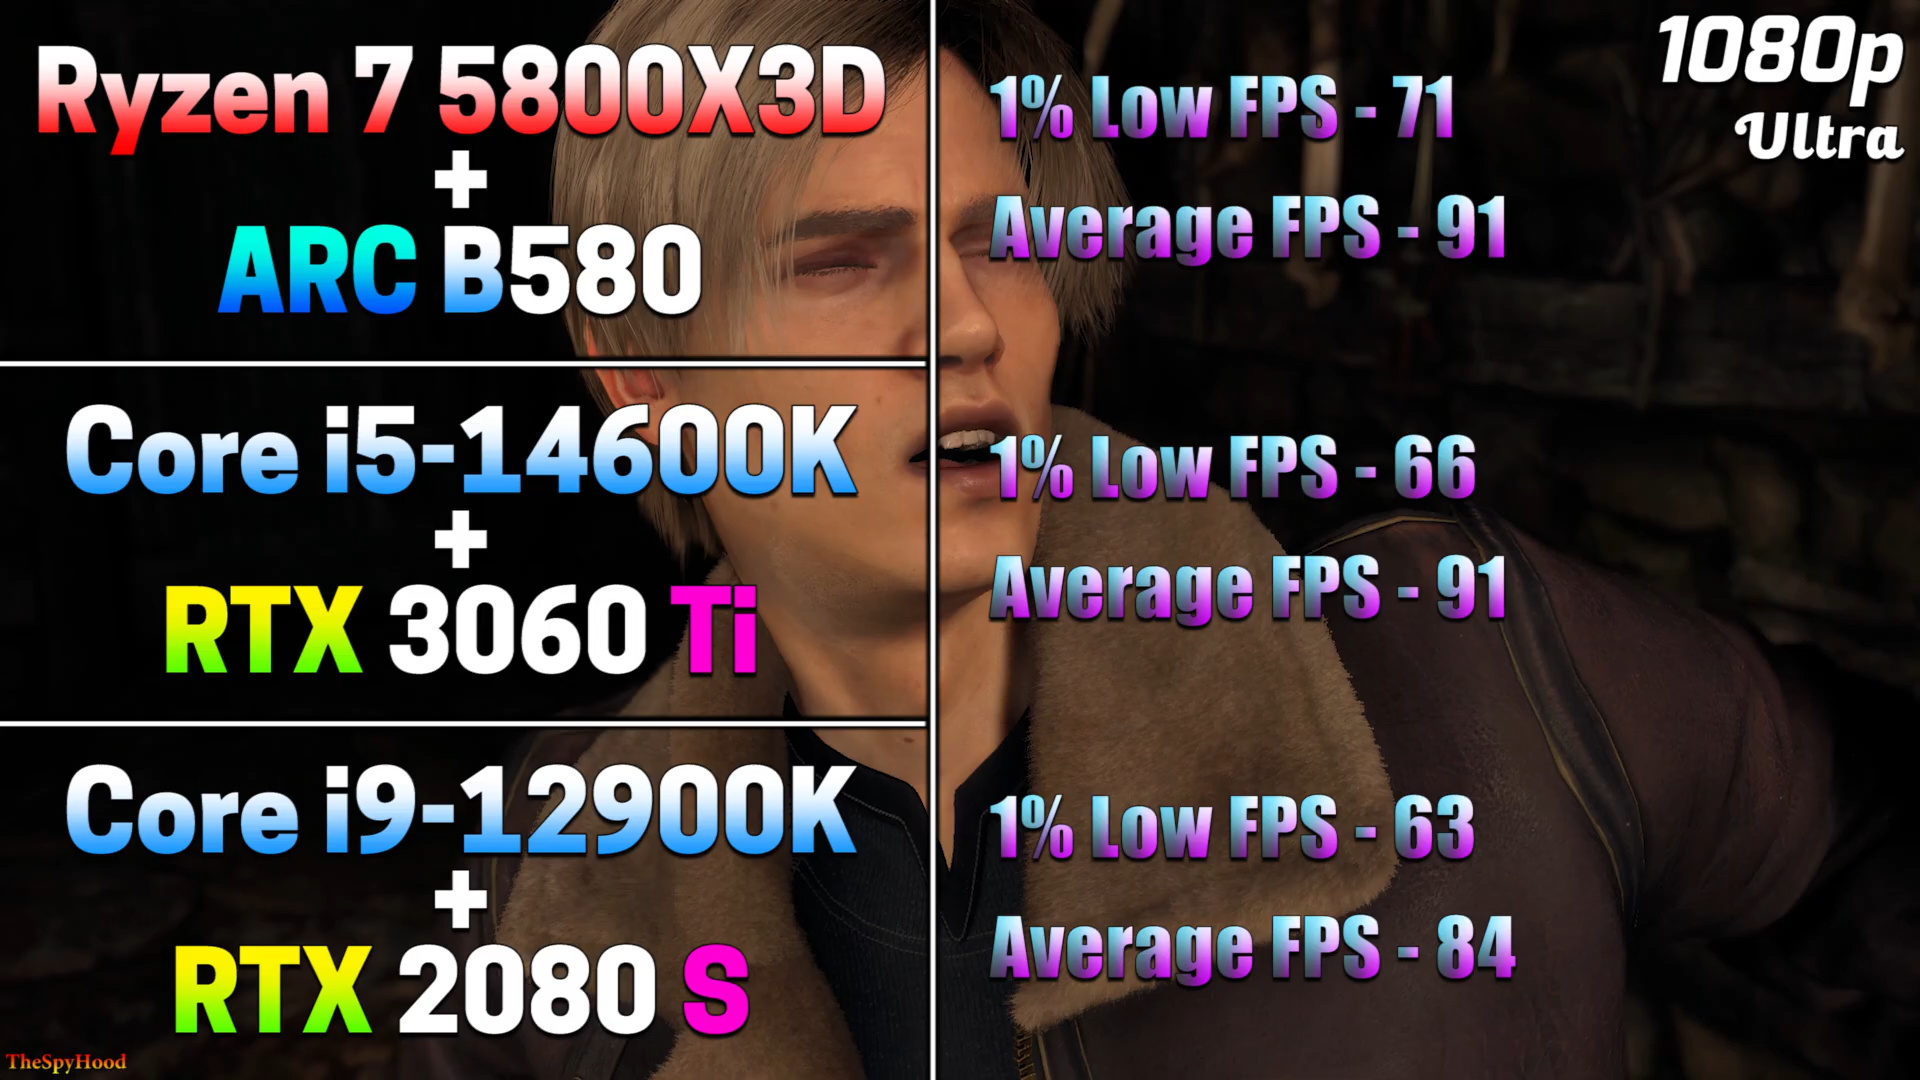 Ryzen 7 5800X3D
+
ARC B580
1% Low FPS - 71
Average FPS - 91
1080p
Ultra
Core i5-14600K
+
RTX 3060 Ti
1% Low FPS - 66
Average FPS - 91
Core i9-12900K
+
RTX 2080 S
1% Low FPS - 63
Average FPS - 84
TheSpyHood